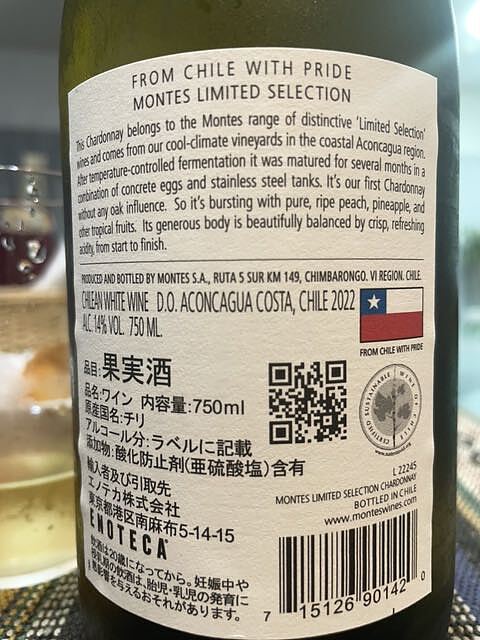 FROM CHILE WITH PRIDE
MONTES LIMITED SELECTION
This Chardonnay belongs to the Montes range of distinctive 'Limited Selection'
wines and comes from our cool-climate vineyards in the coastal Aconcagua region.
After temperature-controlled fermentation it was matured for several months in a
combination of concrete eggs and stainless steel tanks. It's our first Chardonnay
without any oak influence. So it's bursting with pure, ripe peach, pineapple, and
other tropical fruits. Its generous body is beautifully balanced by crisp, refreshing
acidity, from start to finish.
PRODUCED AND BOTTLED BY MONTES S.A., RUTA 5 SUR KM 149, CHIMBARONGO. VI REGION. CHILE.
CHILEAN WHITE WINE D.O. ACONCAGUA COSTA, CHILE 2022
ALC. 14% VOL. 750 ML.
FROM CHILE WITH PRIDE
品目:果実酒
品名:ワイン 内容量:750ml
原産国名:チリ
アルコール分:ラベルに記載
添加物:酸化防止剤(亜硫酸塩)含有
輸入者及び引取先
エノテカ株式会社
東京都港区南麻布5-14-15
ENOTECA
飲酒は20歳になってから。妊娠中や
授乳期の飲酒は、胎児・乳児の発育に
悪影響を与えるおそれがあります。
CERTIFIED SUSTAINABLE WINE OF CHILE
L 22245
MONTES LIMITED SELECTION CHARDONNAY
BOTTLED IN CHILE
www.monteswines.com
7 15126 90142 0